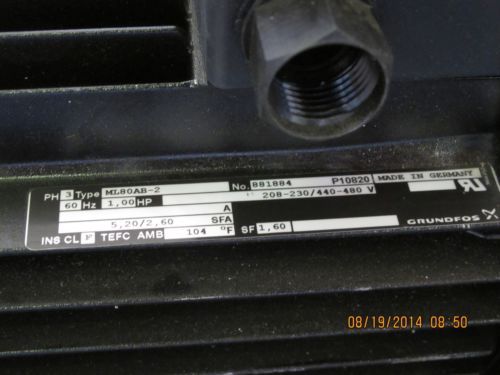 PH 3 Type ML80AB-2 No. 881884 P10820 MADE IN GERMANY
60 Hz 1,00 HP 208-230/440-480 V
A
5,20/2,60 SFA
INS CL F TEFC AMB 104 °F SF 1,60 GRUNDFOS
08/19/2014 08:50